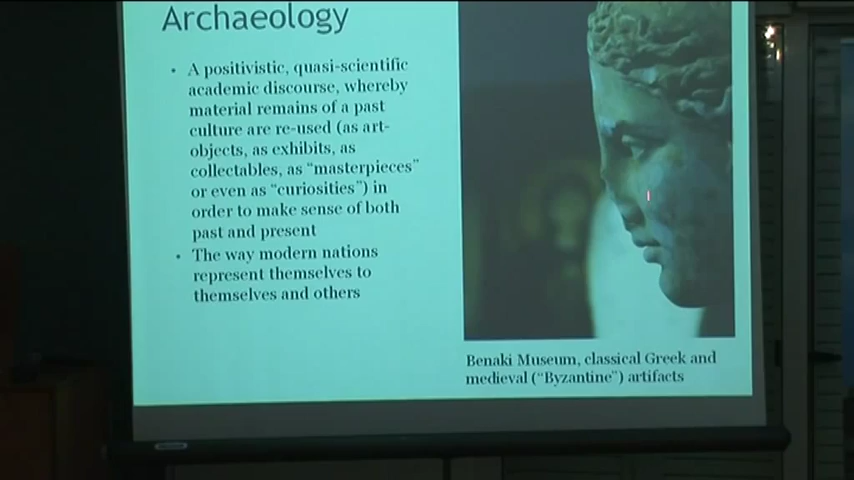 Archaeology
• A positivistic, quasi-scientific
academic discourse, whereby
material remains of a past
culture are re-used (as art-
objects, as exhibits, as
collectables, as “masterpieces”
or even as “curiosities”) in
order to make sense of both
past and present
• The way modern nations
represent themselves to
themselves and others
Benaki Museum, classical Greek and
medieval (“Byzantine”) artifacts